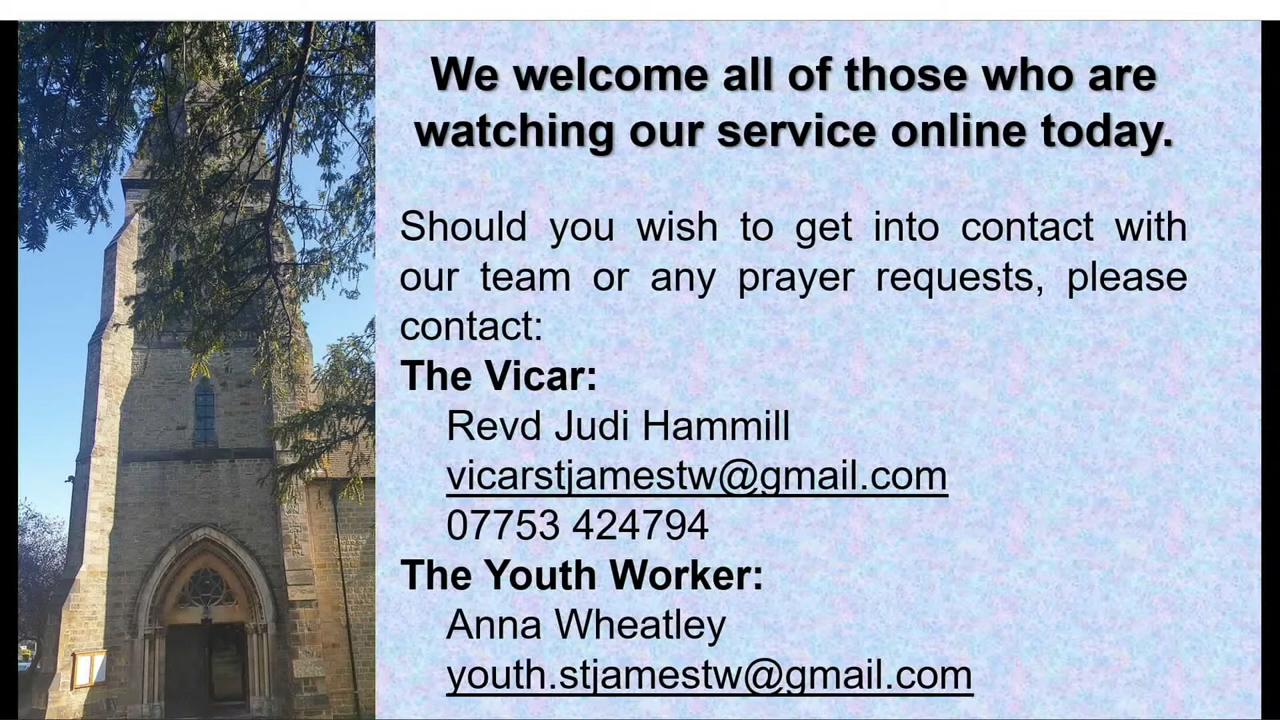 We welcome all of those who are
watching our service online today.
Should you wish to get into contact with
our team or any prayer requests, please
contact:
The Vicar:
Revd Judi Hammill
vicarstjamestw@gmail.com
07753 424794
The Youth Worker:
Anna Wheatley
youth.stjamestw@gmail.com